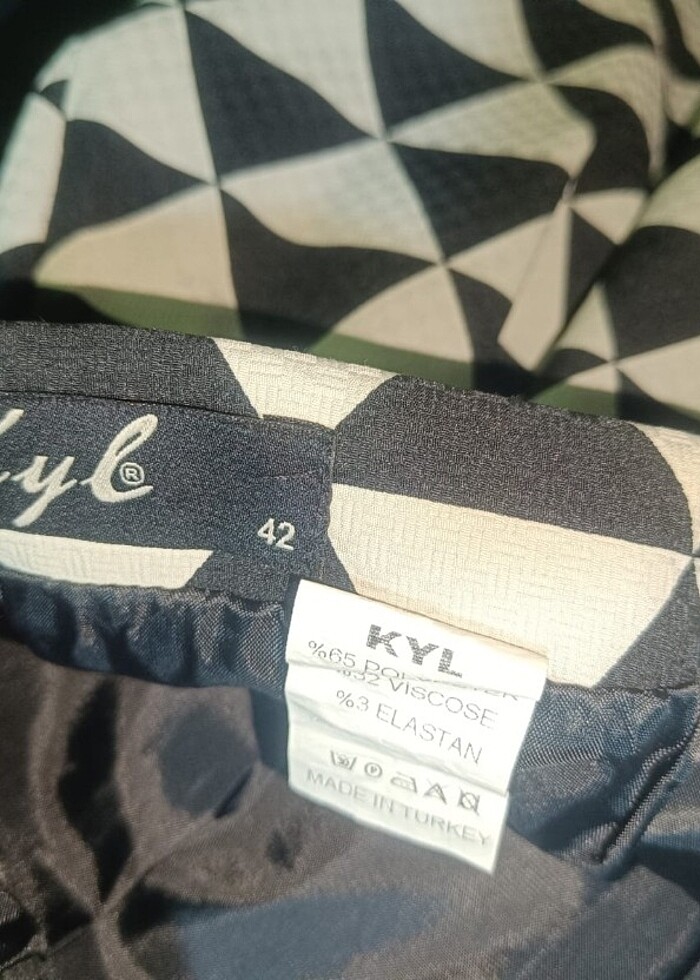 Kyl®
42
KYL
%65 POLYESTER
%32 VISCOSE
%3 ELASTAN
MADE IN TURKEY